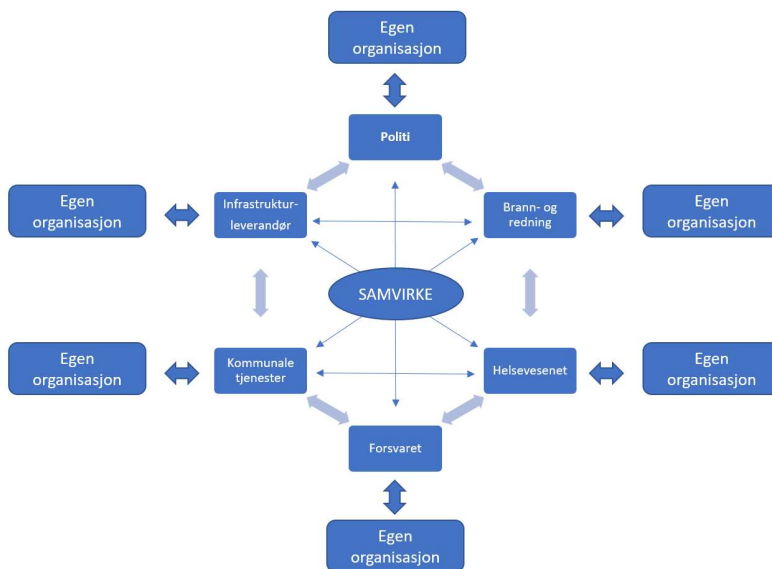 Egen
organisasjon
Politi
Egen
organisasjon
Infrastruktur-
leverandør
Brann- og
redning
Egen
organisasjon
SAMVIRKE
Egen
organisasjon
Kommunale
tjenester
Helsevesenet
Egen
organisasjon
Forsvaret
Egen
organisasjon